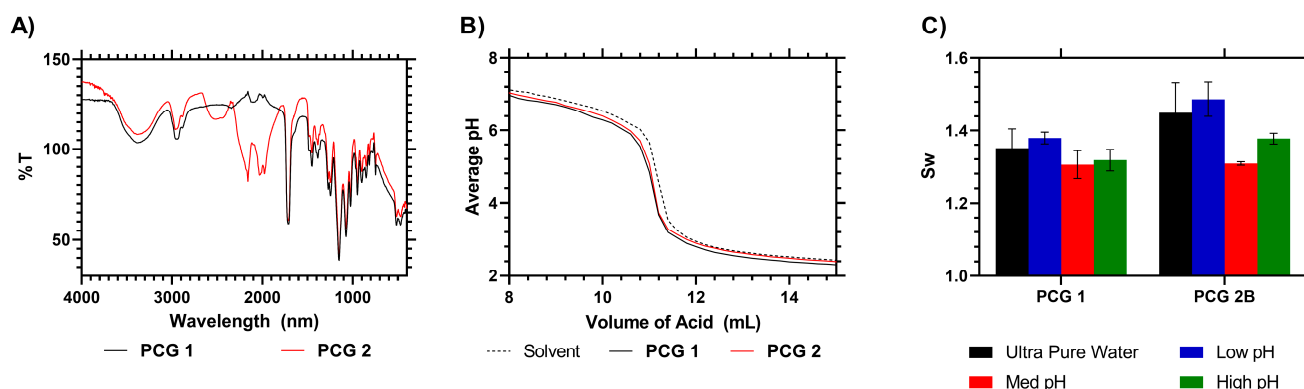 A)
150
100
50
%T
4000
3000
2000
1000
Wavelength (nm)
PCG 1
PCG 2
B)
8
6
4
2
Average pH
8
10
12
14
Volume of Acid (mL)
Solvent
PCG 1
PCG 2
C)
1.6
1.4
1.2
1.0
Sw
PCG 1
PCG 2B
Ultra Pure Water
Low pH
Med pH
High pH